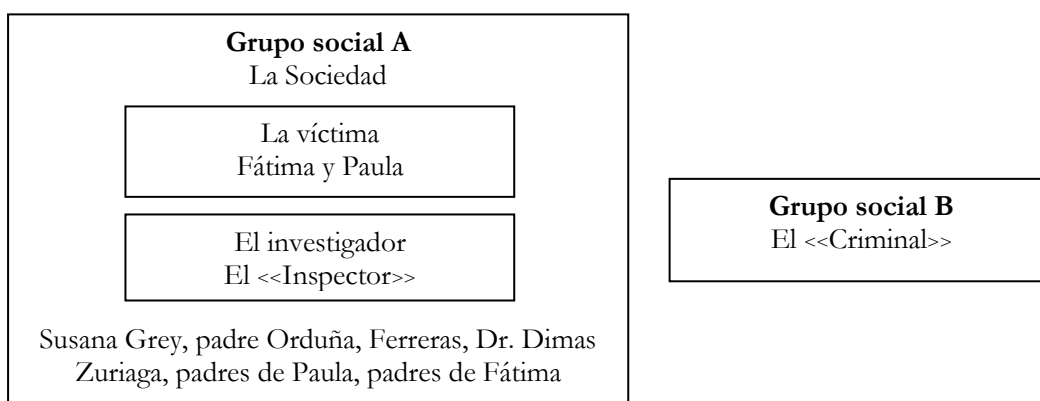 Grupo social A
La Sociedad
La víctima
Fátima y Paula
El investigador
El <<Inspector>>
Susana Grey, padre Orduña, Ferreras, Dr. Dimas
Zuriaga, padres de Paula, padres de Fátima
Grupo social B
El <<Criminal>>